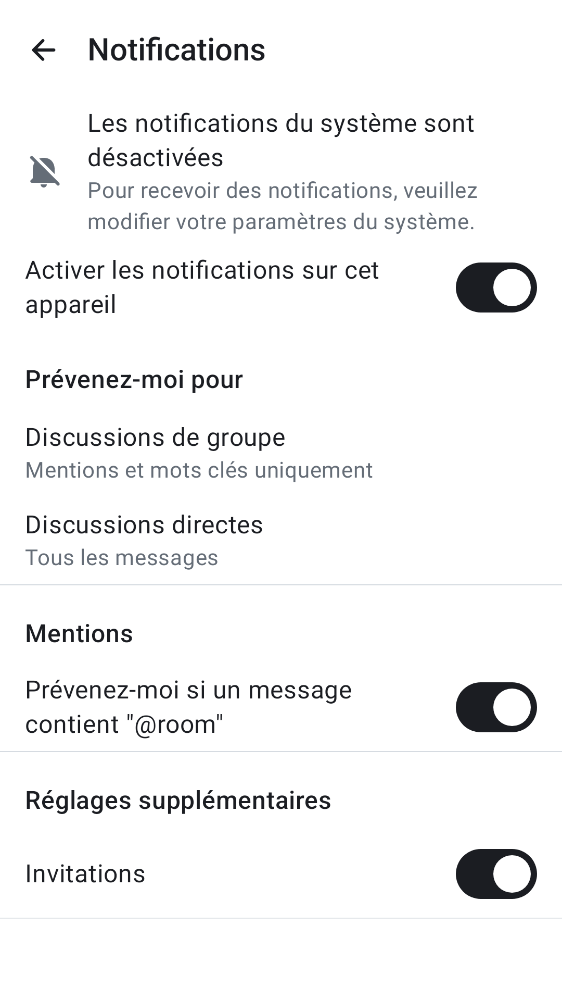 Notifications
Les notifications du système sont
désactivées
Pour recevoir des notifications, veuillez
modifier votre paramètres du système.
Activer les notifications sur cet
appareil
Prévenez-moi pour
Discussions de groupe
Mentions et mots clés uniquement
Discussions directes
Tous les messages
Mentions
Prévenez-moi si un message
contient "@room"
Réglages supplémentaires
Invitations